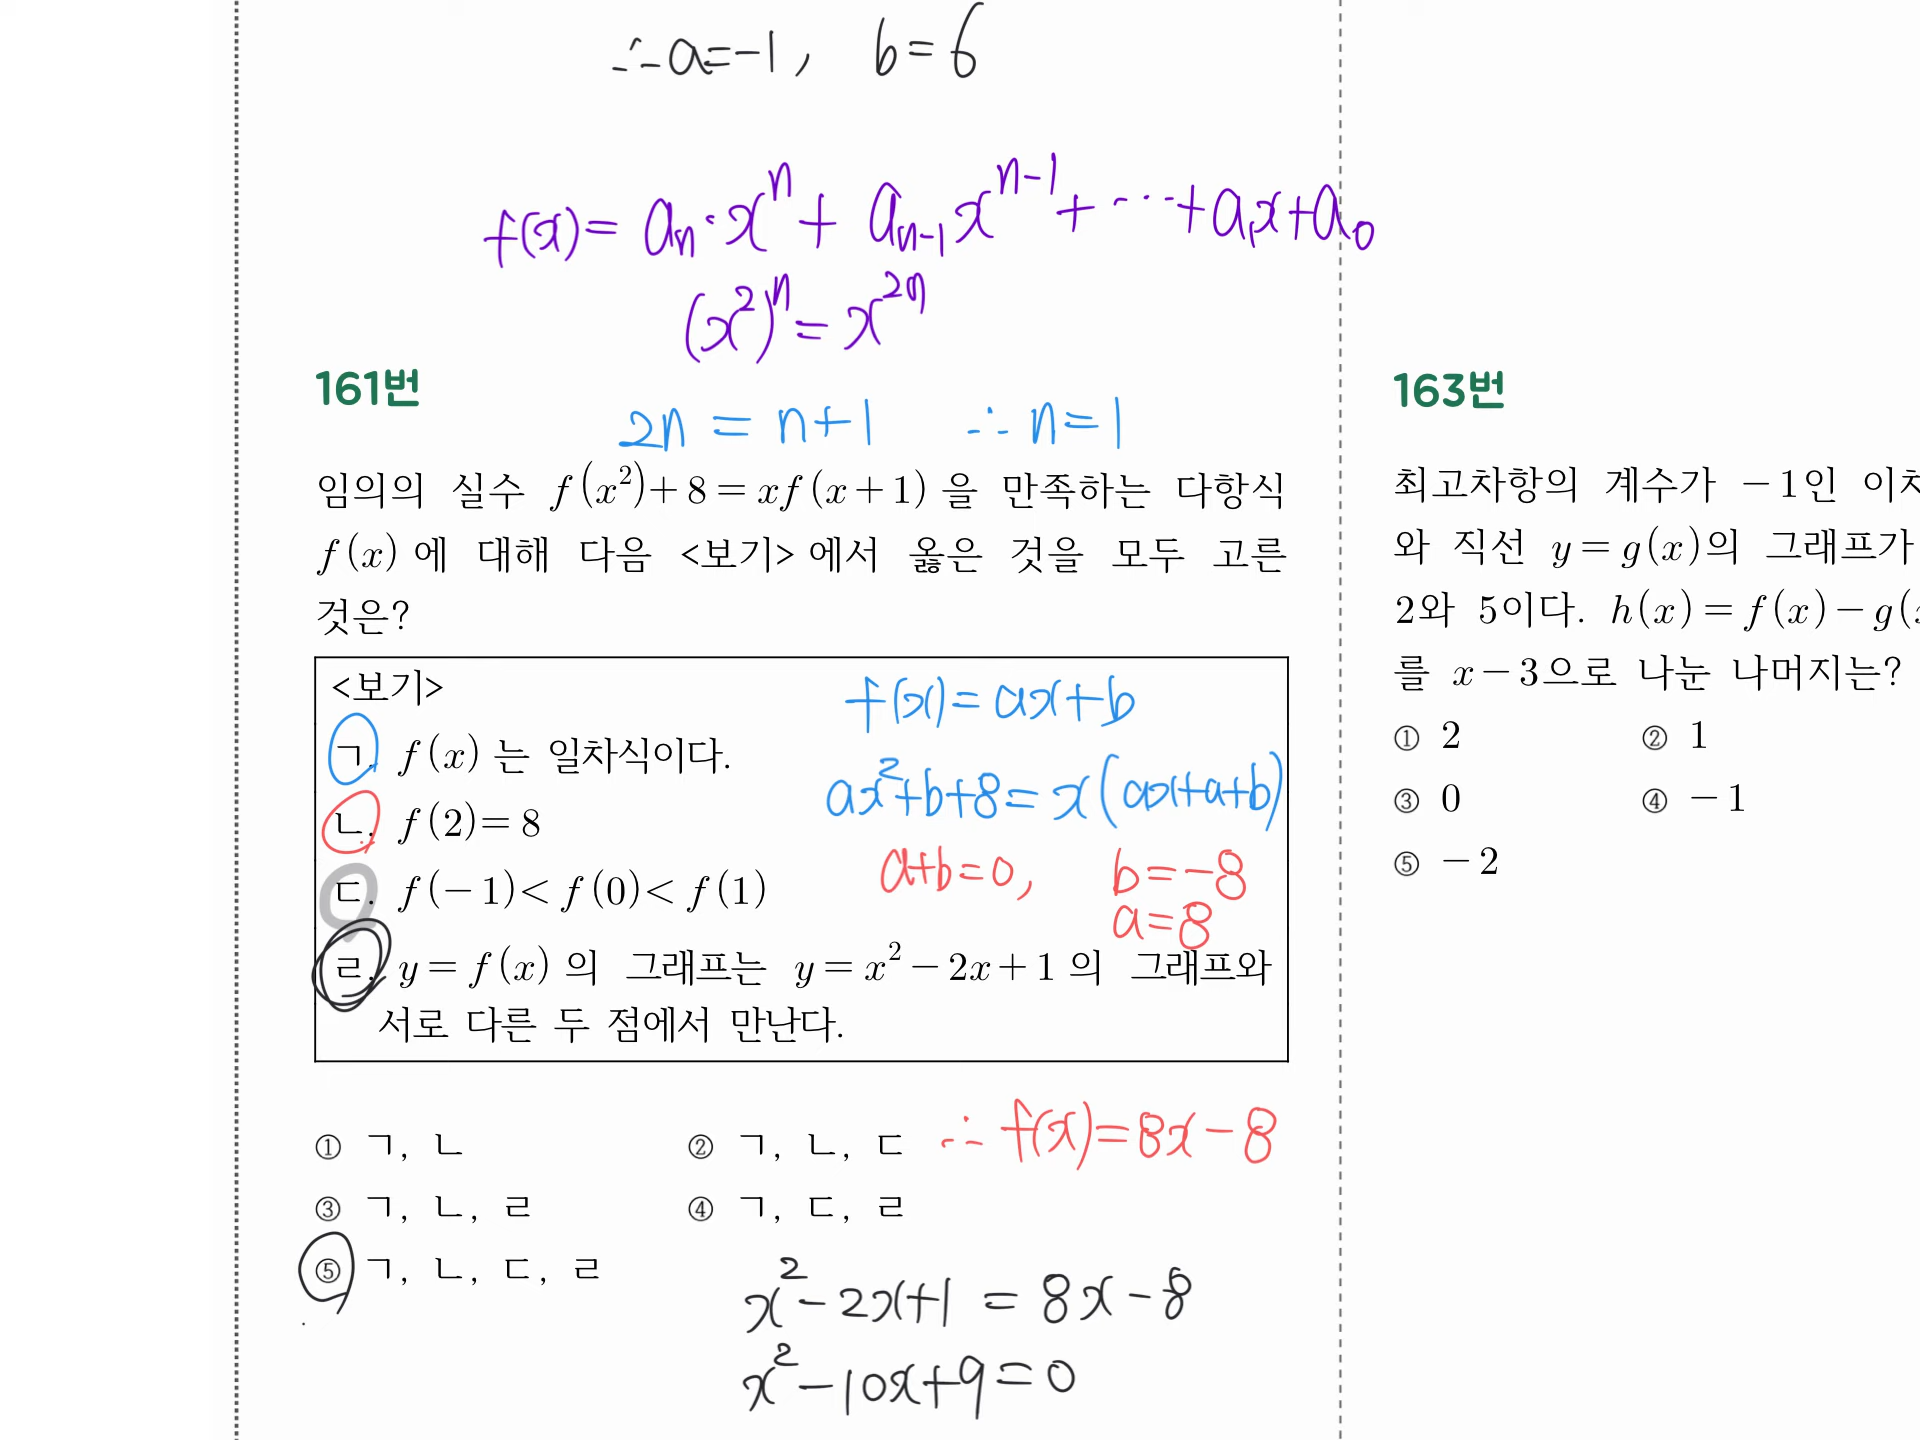 ∴ a=-1, b=6
f(x)= aₙ·xⁿ + aₙ₋₁xⁿ⁻¹ + ⋯ + a₁x + a₀
(x²)ⁿ = x²ⁿ
161번
2n = n+1 ∴ n=1
임의의 실수 f(x²)+8=xf(x+1) 을 만족하는 다항식
f(x) 에 대해 다음 <보기> 에서 옳은 것을 모두 고른
것은?
<보기>
f(x)=ax+b
ㄱ. f(x) 는 일차식이다.
ax²+b+8=x(ax+a+b)
ㄴ. f(2)=8
a+b=0, b=-8
ㄷ. f(-1)<f(0)<f(1)
a=8
ㄹ. y=f(x) 의 그래프는 y=x²-2x+1 의 그래프와
서로 다른 두 점에서 만난다.
① ㄱ, ㄴ
② ㄱ, ㄴ, ㄷ
∴ f(x)=8x-8
③ ㄱ, ㄴ, ㄹ
④ ㄱ, ㄷ, ㄹ
⑤ ㄱ, ㄴ, ㄷ, ㄹ
x²-2x+1 = 8x-8
x²-10x+9=0
163번
최고차항의 계수가 -1인
와 직선 y=g(x)의 그래프가
2와 5이다. h(x)=f(x)-g(
를 x-3으로 나눈 나머지는?
① 2
② 1
③ 0
④ -1
⑤ -2